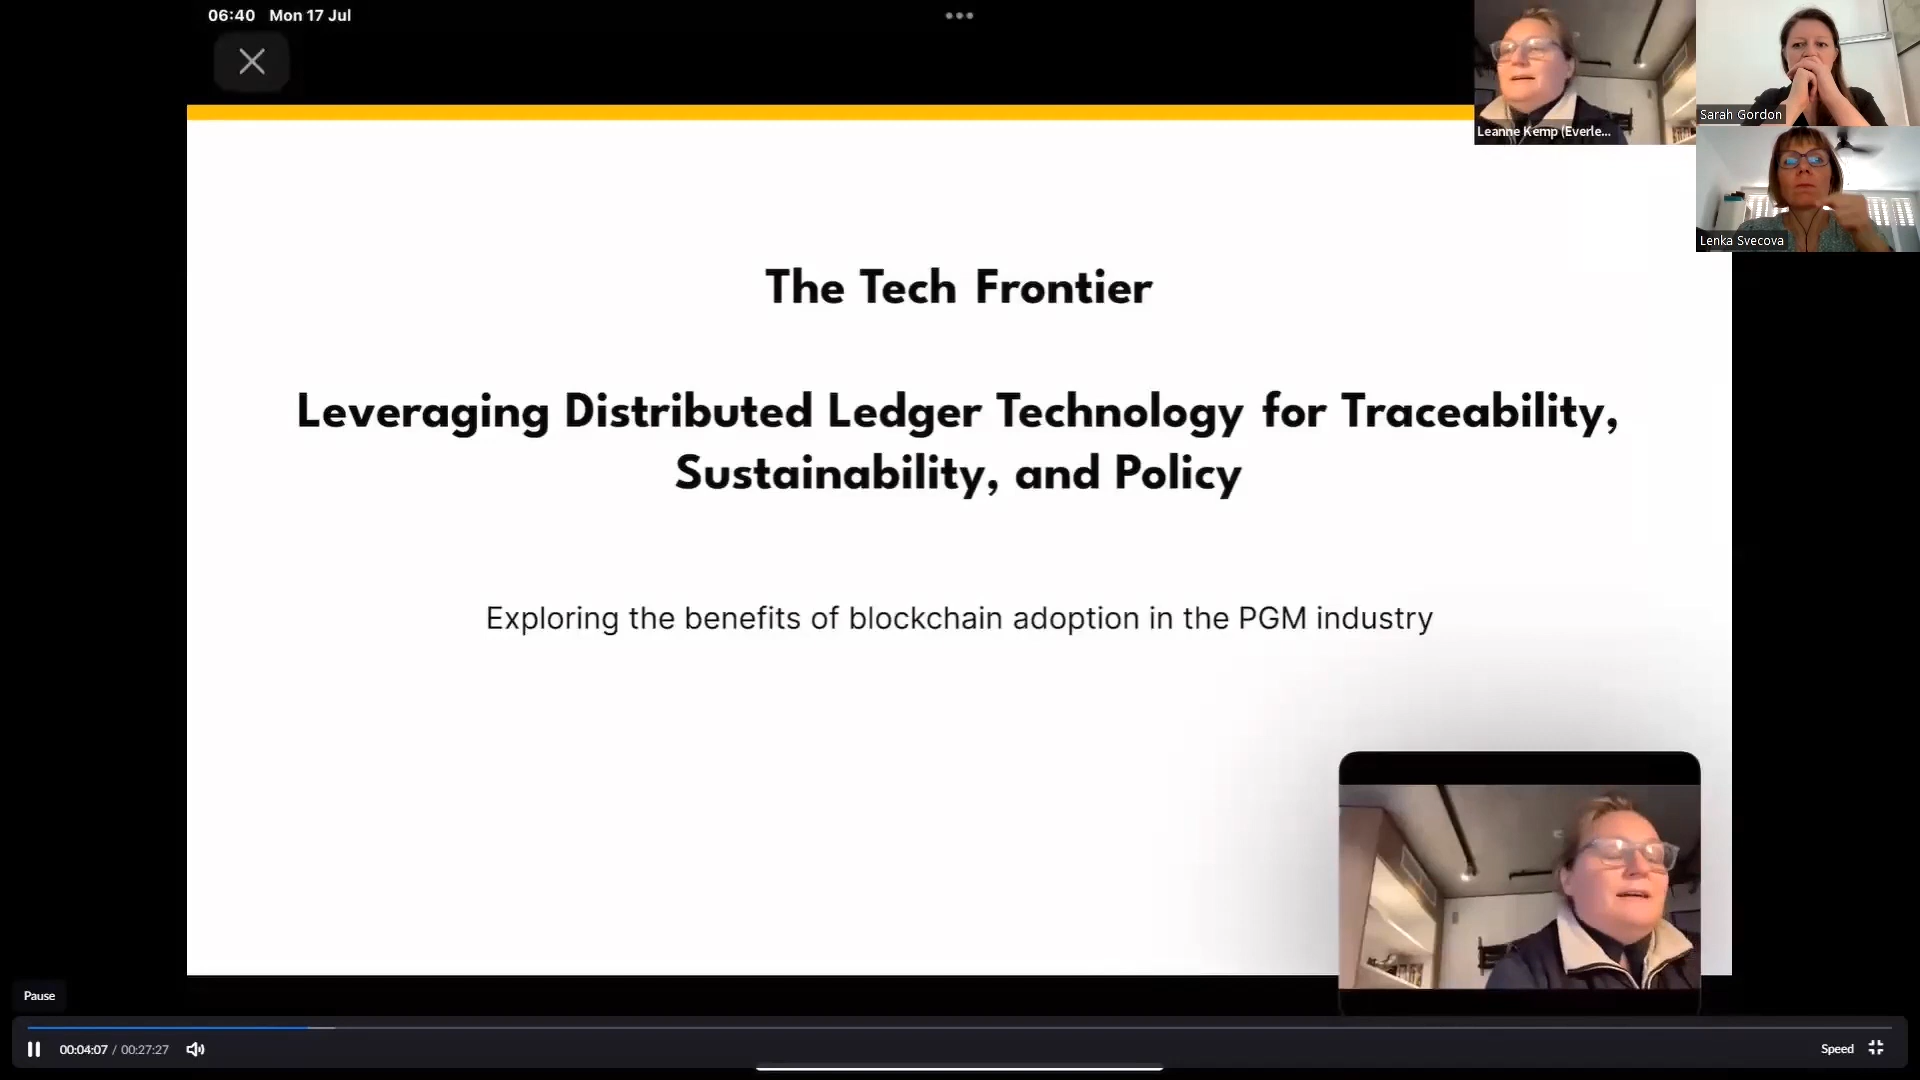 06:40 Mon 17 Jul
Leanne Kemp (Everle...
Sarah Gordon
Lenka Svecova
The Tech Frontier
Leveraging Distributed Ledger Technology for Traceability,
Sustainability, and Policy
Exploring the benefits of blockchain adoption in the PGM industry
Pause
00:04:07 / 00:27:27
Speed